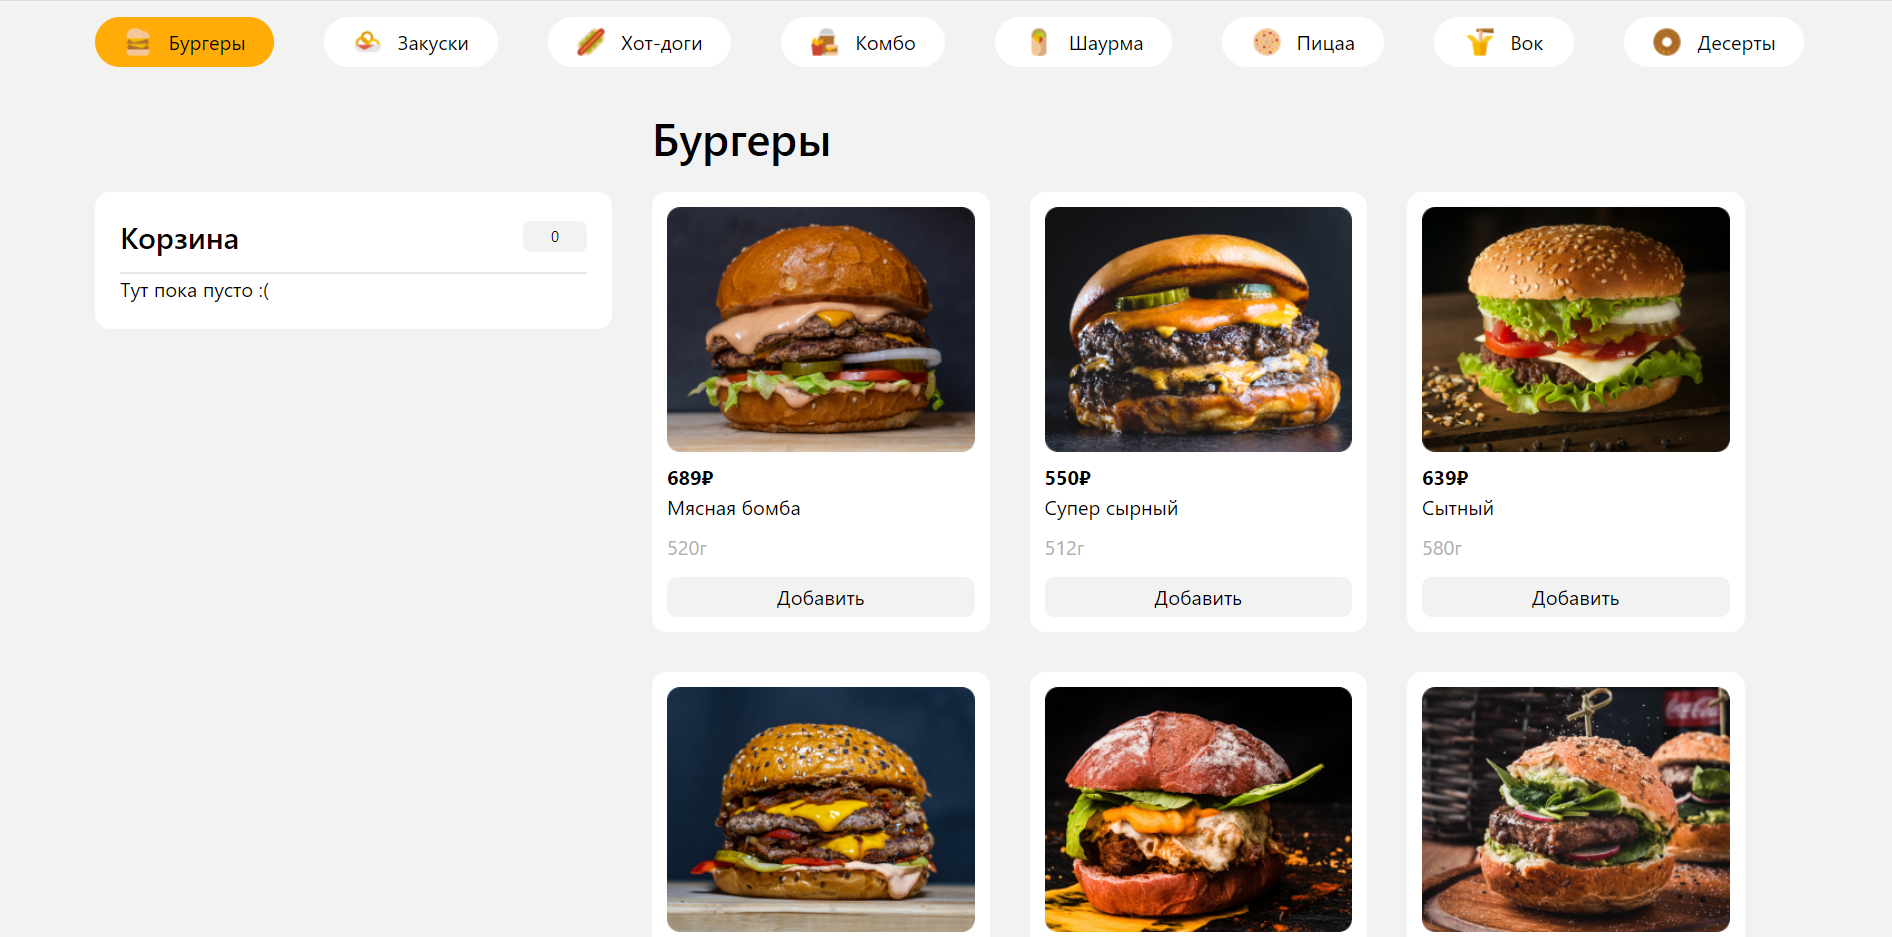 Бургеры
Закуски
Хот-доги
Комбо
Шаурма
Пицаа
Вок
Десерты
Бургеры
Корзина
0
Тут пока пусто :(
689₽
Мясная бомба
520г
Добавить
550₽
Супер сырный
512г
Добавить
639₽
Сытный
580г
Добавить